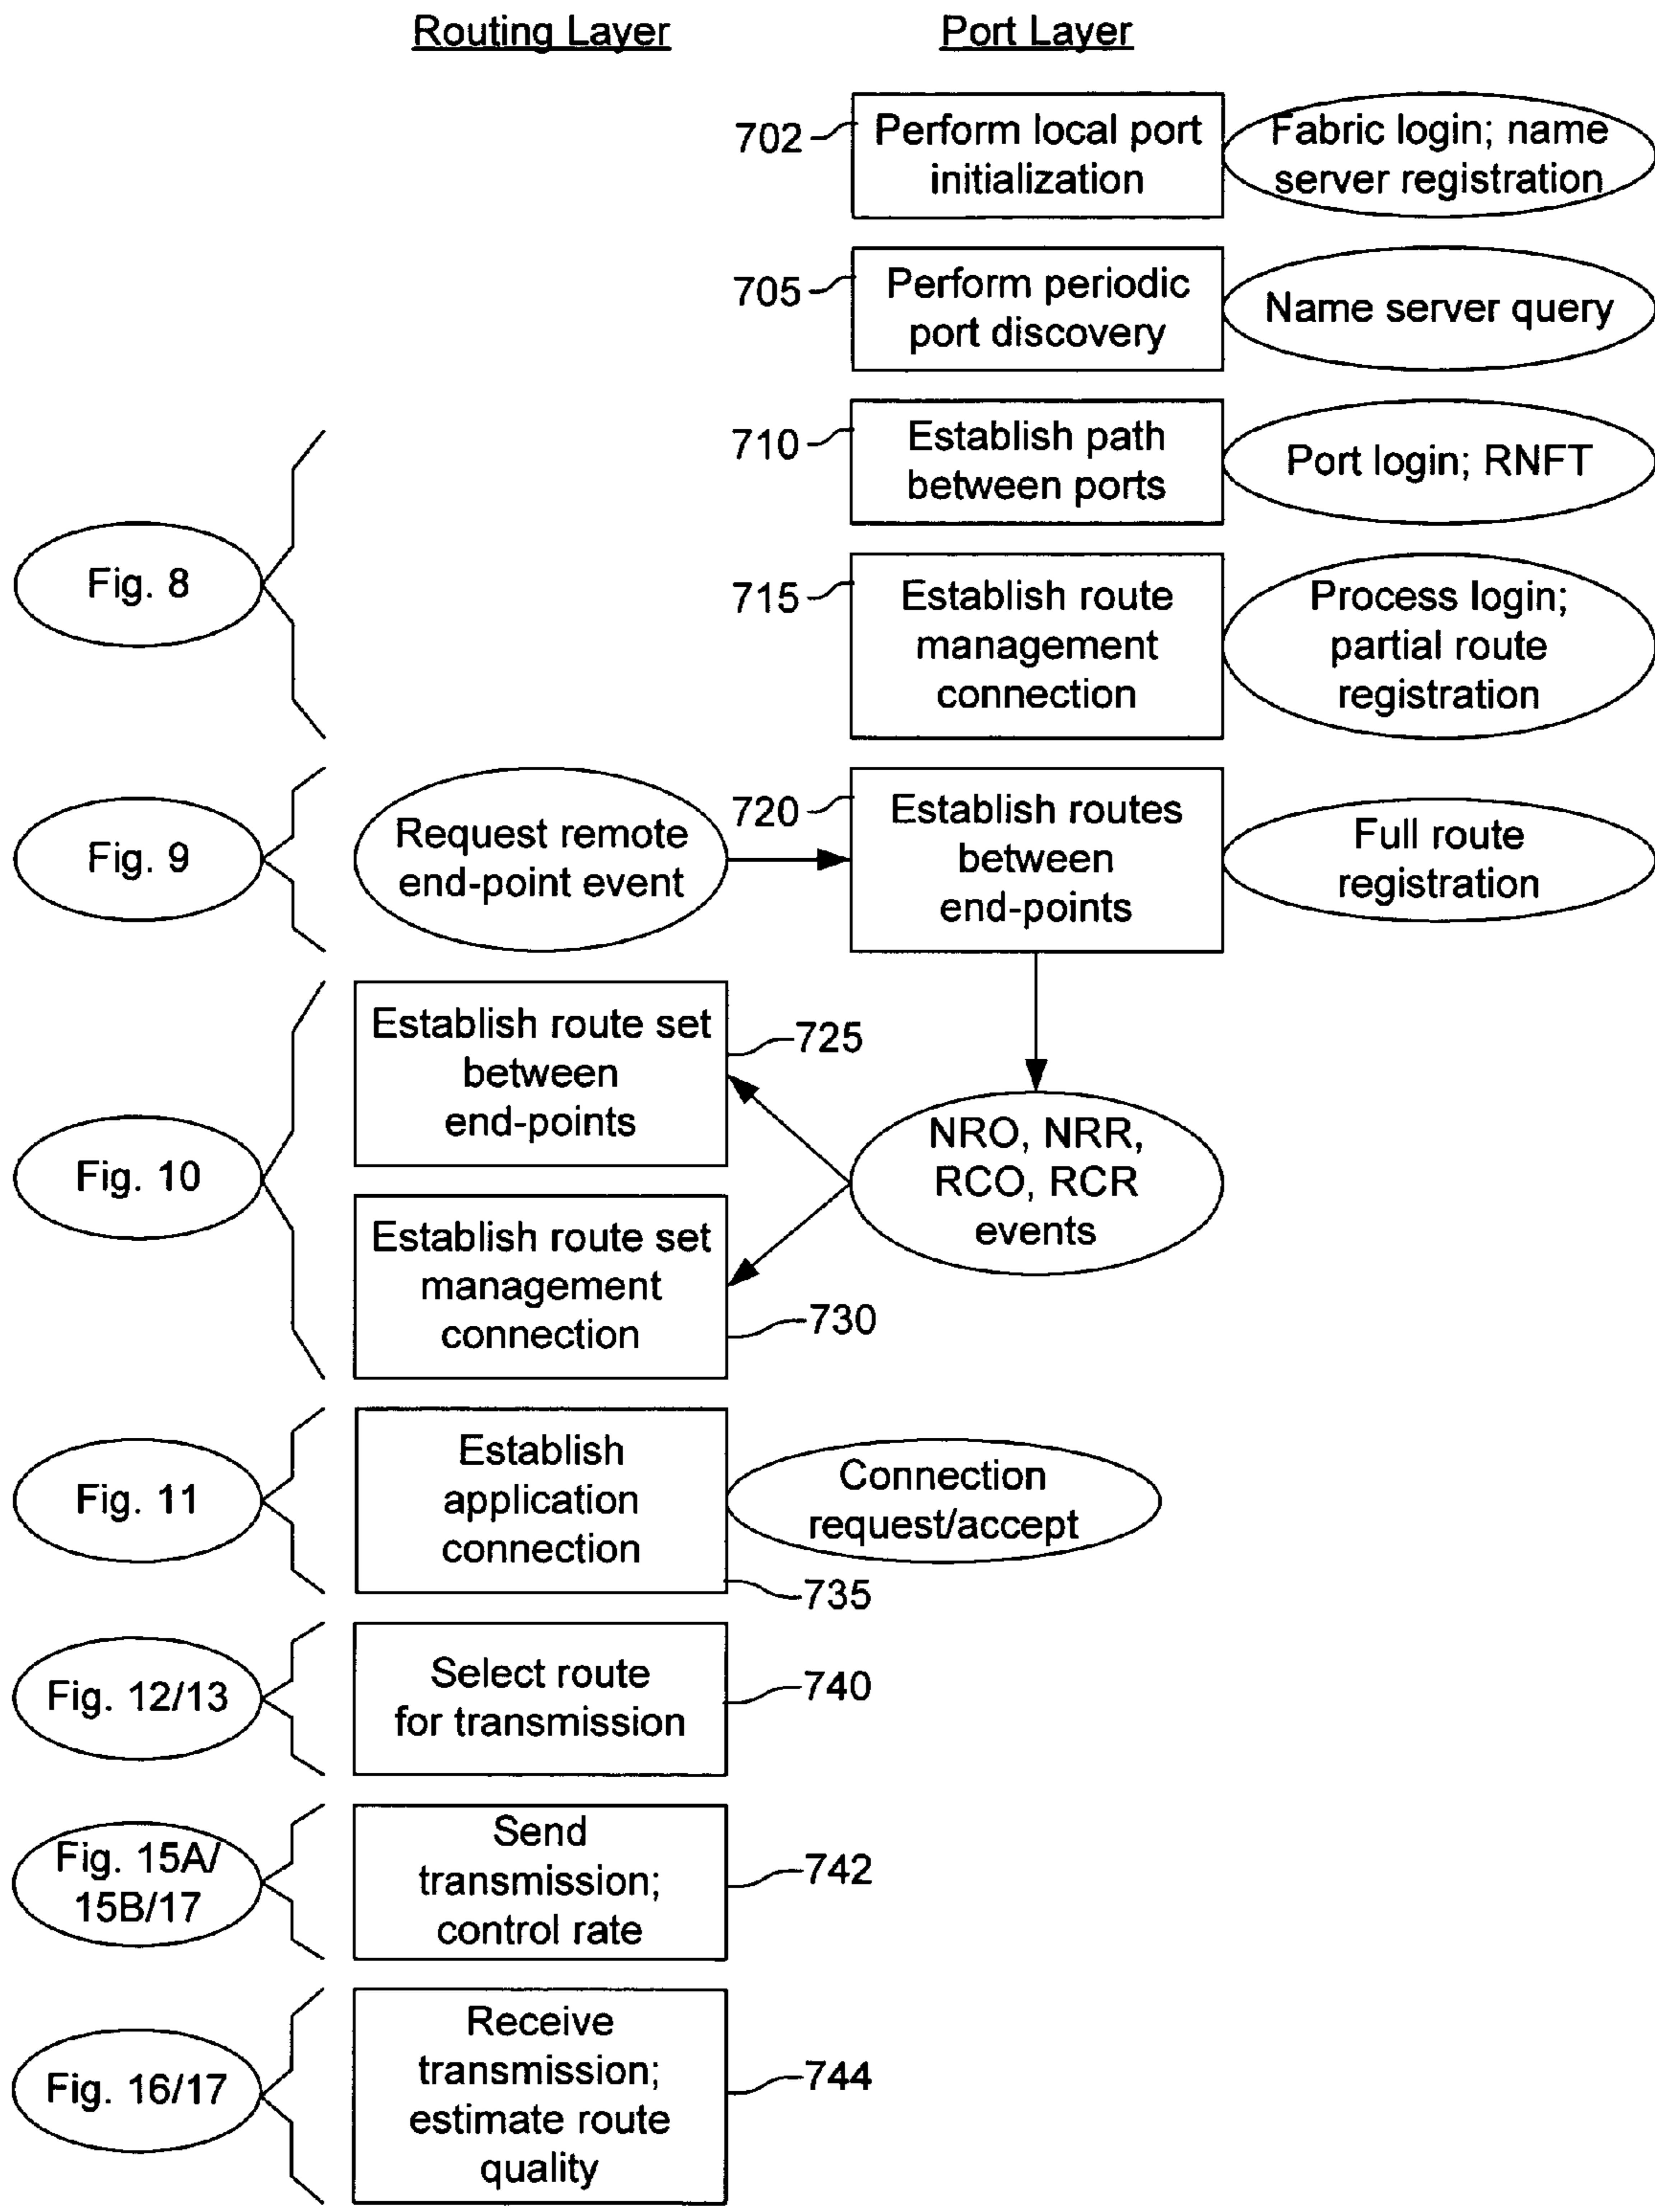 Routing Layer
Port Layer
702
Perform local port
initialization
Fabric login; name
server registration
705
Perform periodic
port discovery
Name server query
710
Establish path
between ports
Port login; RNFT
Fig. 8
715
Establish route
management
connection
Process login;
partial route
registration
Fig. 9
Request remote
end-point event
720
Establish routes
between
end-points
Full route
registration
Fig. 10
Establish route set
between
end-points
725
NRO, NRR,
RCO, RCR
events
Establish route set
management
connection
730
Fig. 11
Establish
application
connection
Connection
request/accept
735
Fig. 12/13
Select route
for transmission
740
Fig. 15A/
15B/17
Send
transmission;
control rate
742
Fig. 16/17
Receive
transmission;
estimate route
quality
744